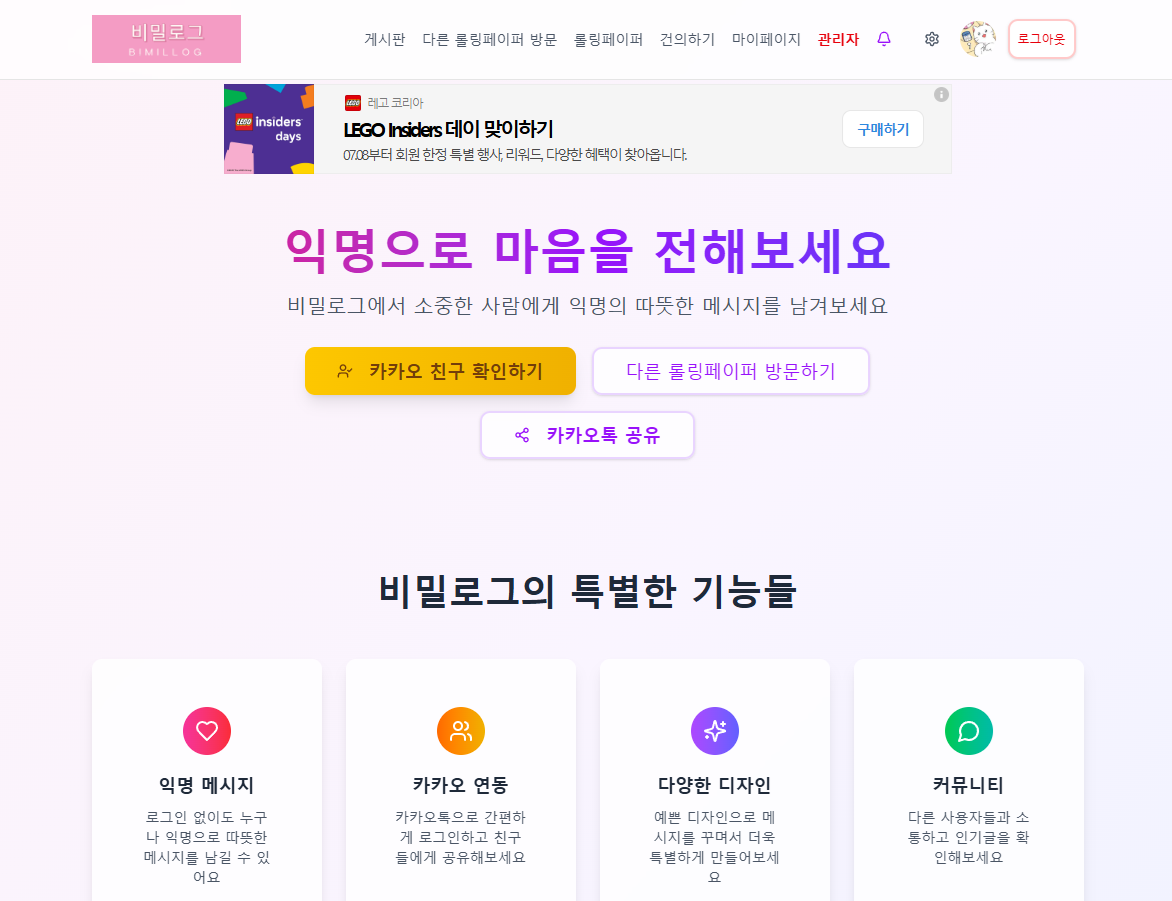 비밀로그
BIMILLOG
게시판 다른 롤링페이퍼 방문 롤링페이퍼 건의하기 마이페이지 관리자 로그아웃
LEGO insiders days
LEGO 레고 코리아
LEGO Insiders 데이 맞이하기
07.08부터 회원 한정 특별 행사, 리워드, 다양한 혜택이 찾아옵니다.
구매하기
익명으로 마음을 전해보세요
비밀로그에서 소중한 사람에게 익명의 따뜻한 메시지를 남겨보세요
카카오 친구 확인하기
다른 롤링페이퍼 방문하기
카카오톡 공유
비밀로그의 특별한 기능들
익명 메시지
로그인 없이도 누구
나 익명으로 따뜻한
메시지를 남길 수 있
어요
카카오 연동
카카오톡으로 간편하
게 로그인하고 친구
들에게 공유해보세요
다양한 디자인
예쁜 디자인으로 메
시지를 꾸며서 더욱
특별하게 만들어보세
요
커뮤니티
다른 사용자들과 소
통하고 인기글을 확
인해보세요